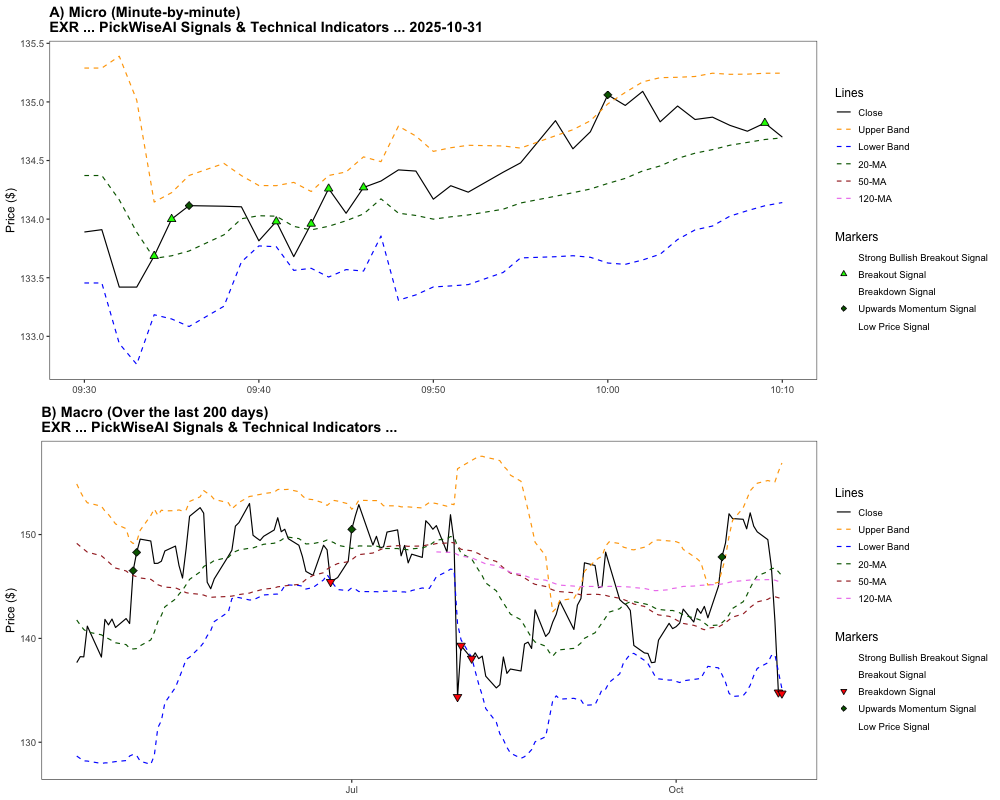 A) Micro (Minute-by-minute)
EXR ... PickWiseAI Signals & Technical Indicators ... 2025-10-31
Price ($)
135.5
135.0
134.5
134.0
133.5
133.0
09:30
09:40
09:50
10:00
10:10
Lines
Close
Upper Band
Lower Band
20-MA
50-MA
120-MA
Markers
Strong Bullish Breakout Signal
Breakout Signal
Breakdown Signal
Upwards Momentum Signal
Low Price Signal
B) Macro (Over the last 200 days)
EXR ... PickWiseAI Signals & Technical Indicators ...
Price ($)
150
140
130
Jul
Oct
Lines
Close
Upper Band
Lower Band
20-MA
50-MA
120-MA
Markers
Strong Bullish Breakout Signal
Breakout Signal
Breakdown Signal
Upwards Momentum Signal
Low Price Signal